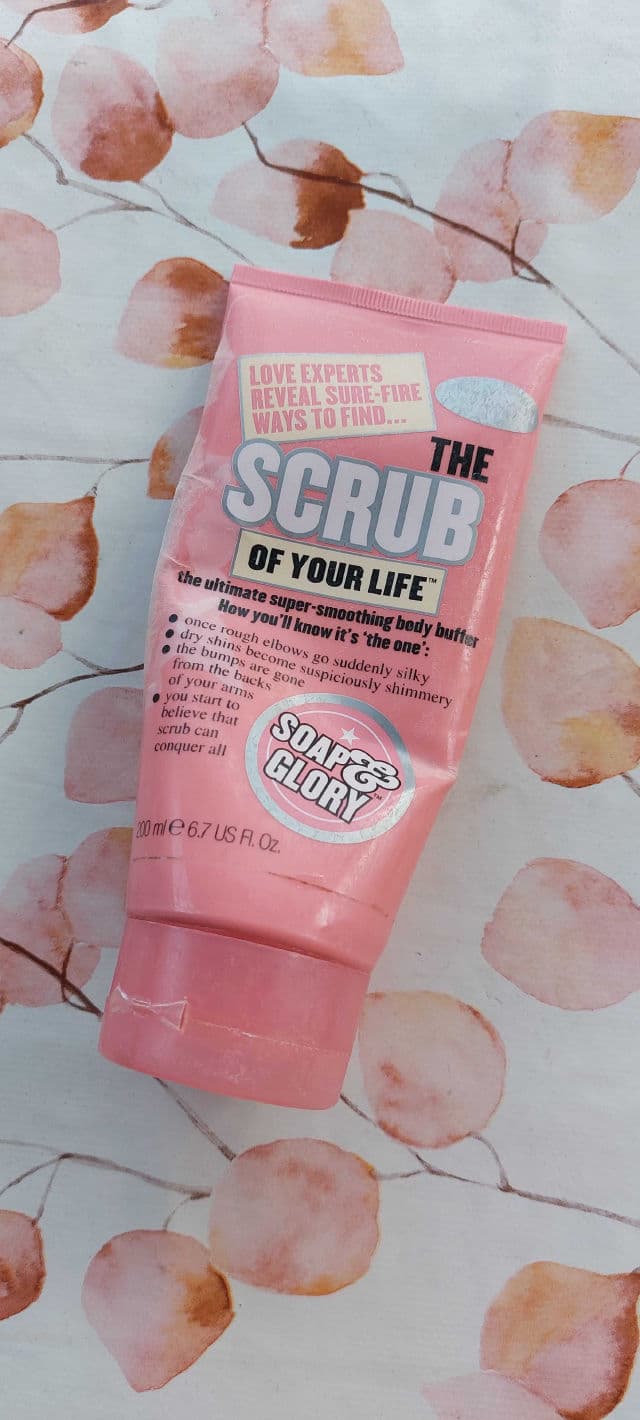 LOVE EXPERTS
REVEAL SURE-FIRE
WAYS TO FIND...
THE
SCRUB
OF YOUR LIFE™
the ultimate super-smoothing body buffer
How you'll know it's 'the one':
• once rough elbows go suddenly silky
• dry shins become suspiciously shimmery
• the bumps are gone
from the backs
of your arms
• you start to
believe that
scrub can
conquer all
SOAP&
GLORY™
200 ml e 6.7 US Fl. Oz.